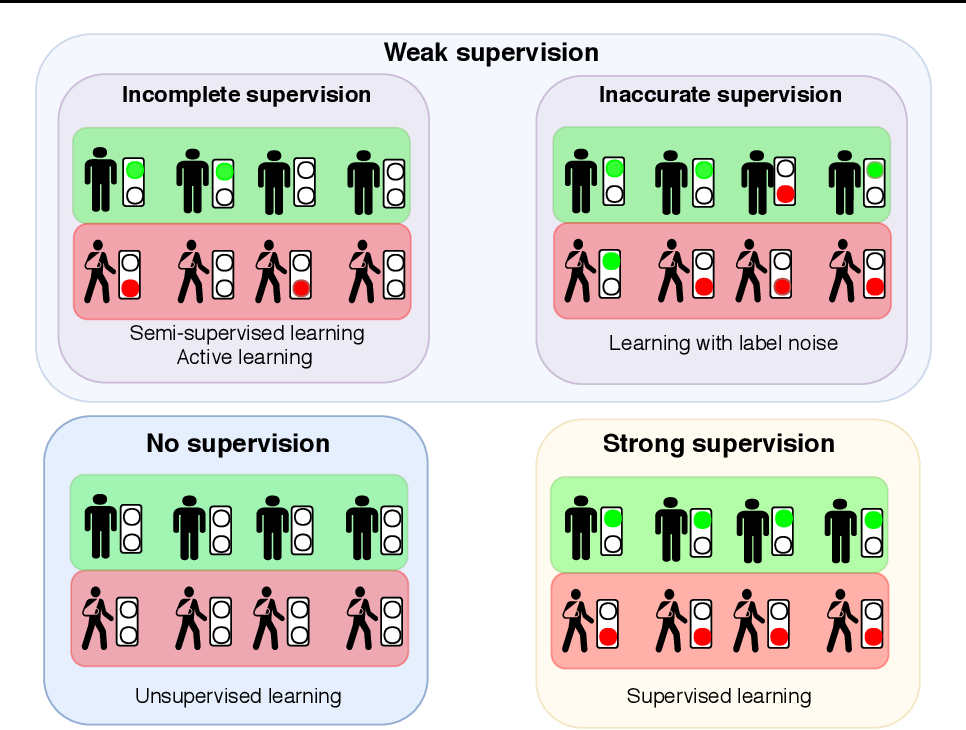 Weak supervision
Incomplete supervision
Semi-supervised learning
Active learning
Inaccurate supervision
Learning with label noise
No supervision
Unsupervised learning
Strong supervision
Supervised learning